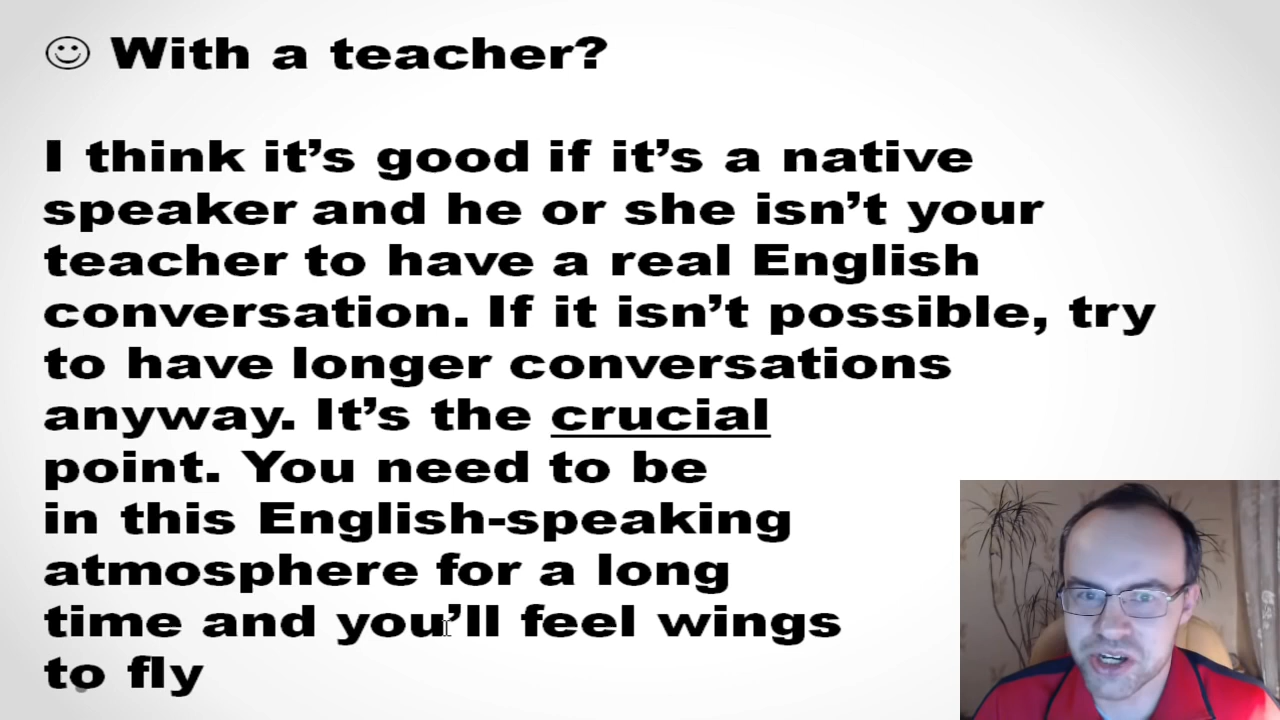 ☺ With a teacher?
I think it’s good if it’s a native
speaker and he or she isn’t your
teacher to have a real English
conversation. If it isn’t possible, try
to have longer conversations
anyway. It’s the crucial
point. You need to be
in this English-speaking
atmosphere for a long
time and you’ll feel wings
to fly